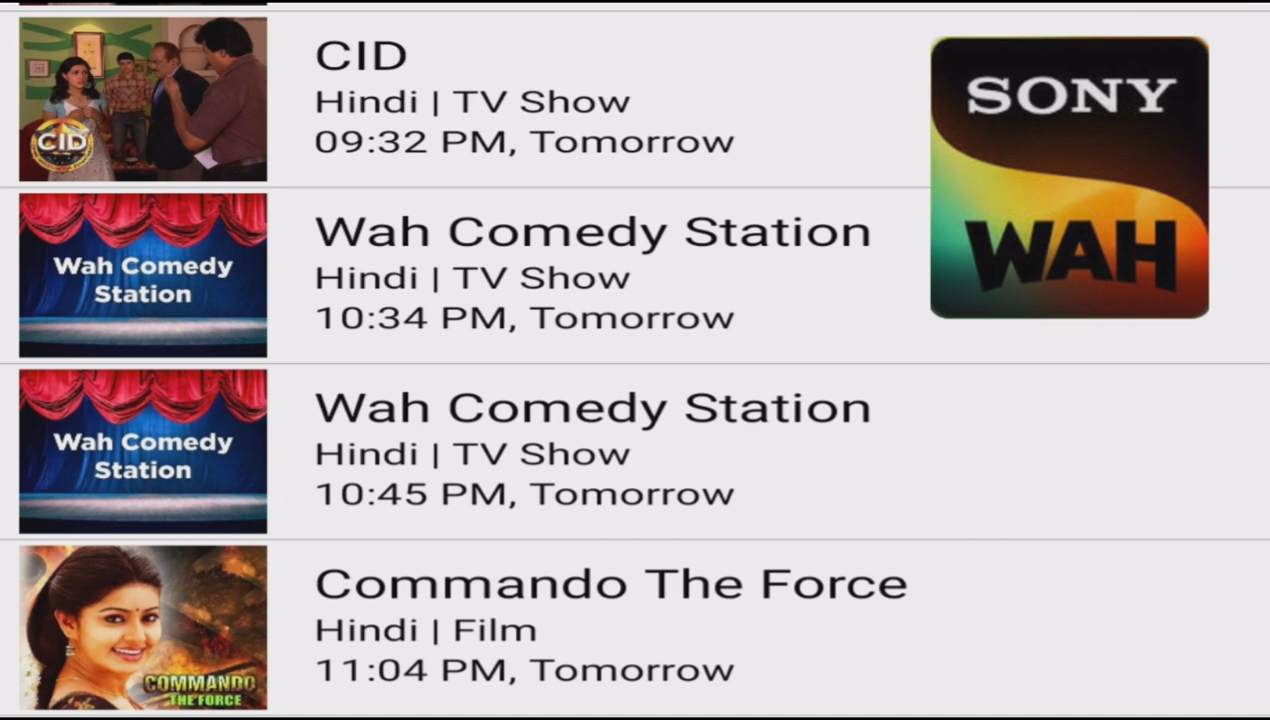 CID
Hindi | TV Show
09:32 PM, Tomorrow
CID
SONY
WAH
Wah Comedy Station
Hindi | TV Show
10:34 PM, Tomorrow
Wah Comedy
Station
Wah Comedy Station
Hindi | TV Show
10:45 PM, Tomorrow
Wah Comedy
Station
Commando The Force
Hindi | Film
11:04 PM, Tomorrow
COMMANDO
THE FORCE